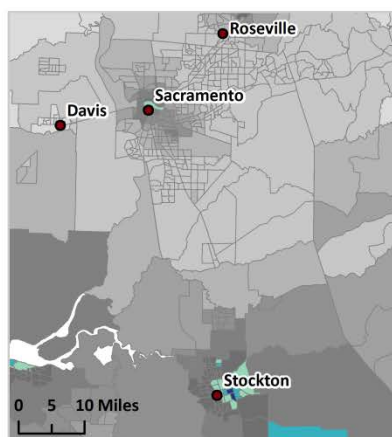 Roseville
Sacramento
Davis
Stockton
0 5 10 Miles